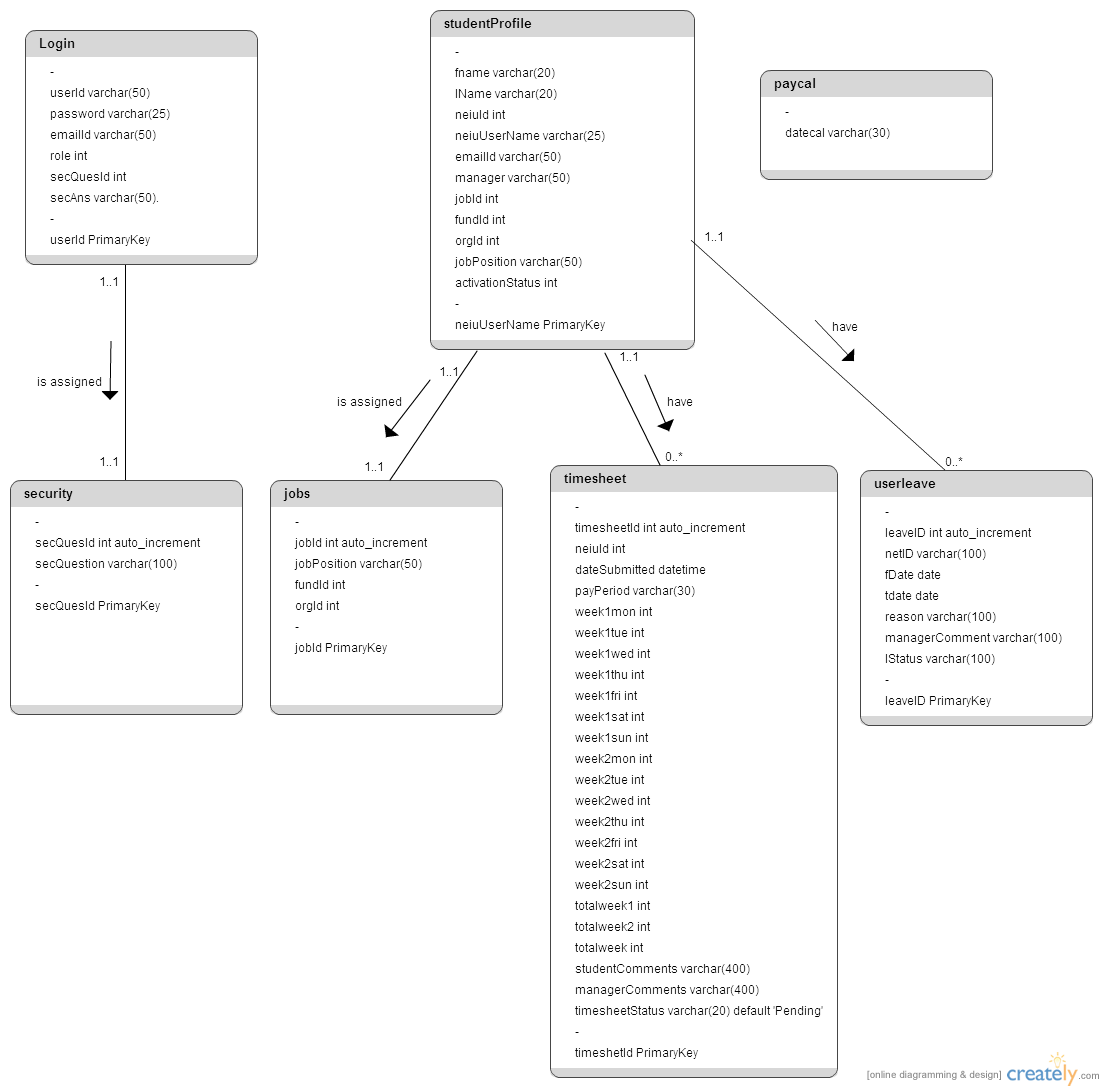 Login
-
userId varchar(50)
password varchar(25)
emailId varchar(50)
role int
secQuesId int
secAns varchar(50).
-
userId PrimaryKey
studentProfile
-
fname varchar(20)
lName varchar(20)
neiuId int
neiuUserName varchar(25)
emailId varchar(50)
manager varchar(50)
jobId int
fundId int
orgId int
jobPosition varchar(50)
activationStatus int
-
neiuUserName PrimaryKey
paycal
-
datecal varchar(30)
1..1
is assigned
1..1
1..1
is assigned
1..1
1..1
have
0..*
1..1
have
0..*
security
-
secQuesId int auto_increment
secQuestion varchar(100)
-
secQuesId PrimaryKey
jobs
-
jobId int auto_increment
jobPosition varchar(50)
fundId int
orgId int
-
jobId PrimaryKey
timesheet
-
timesheetId int auto_increment
neiuId int
dateSubmitted datetime
payPeriod varchar(30)
week1mon int
week1tue int
week1wed int
week1thu int
week1fri int
week1sat int
week1sun int
week2mon int
week2tue int
week2wed int
week2thu int
week2fri int
week2sat int
week2sun int
totalweek1 int
totalweek2 int
totalweek int
studentComments varchar(400)
managerComments varchar(400)
timesheetStatus varchar(20) default 'Pending'
-
timeshetId PrimaryKey
userleave
-
leaveID int auto_increment
netID varchar(100)
fDate date
tdate date
reason varchar(100)
managerComment varchar(100)
lStatus varchar(100)
-
leaveID PrimaryKey
[online diagramming & design] creately.com